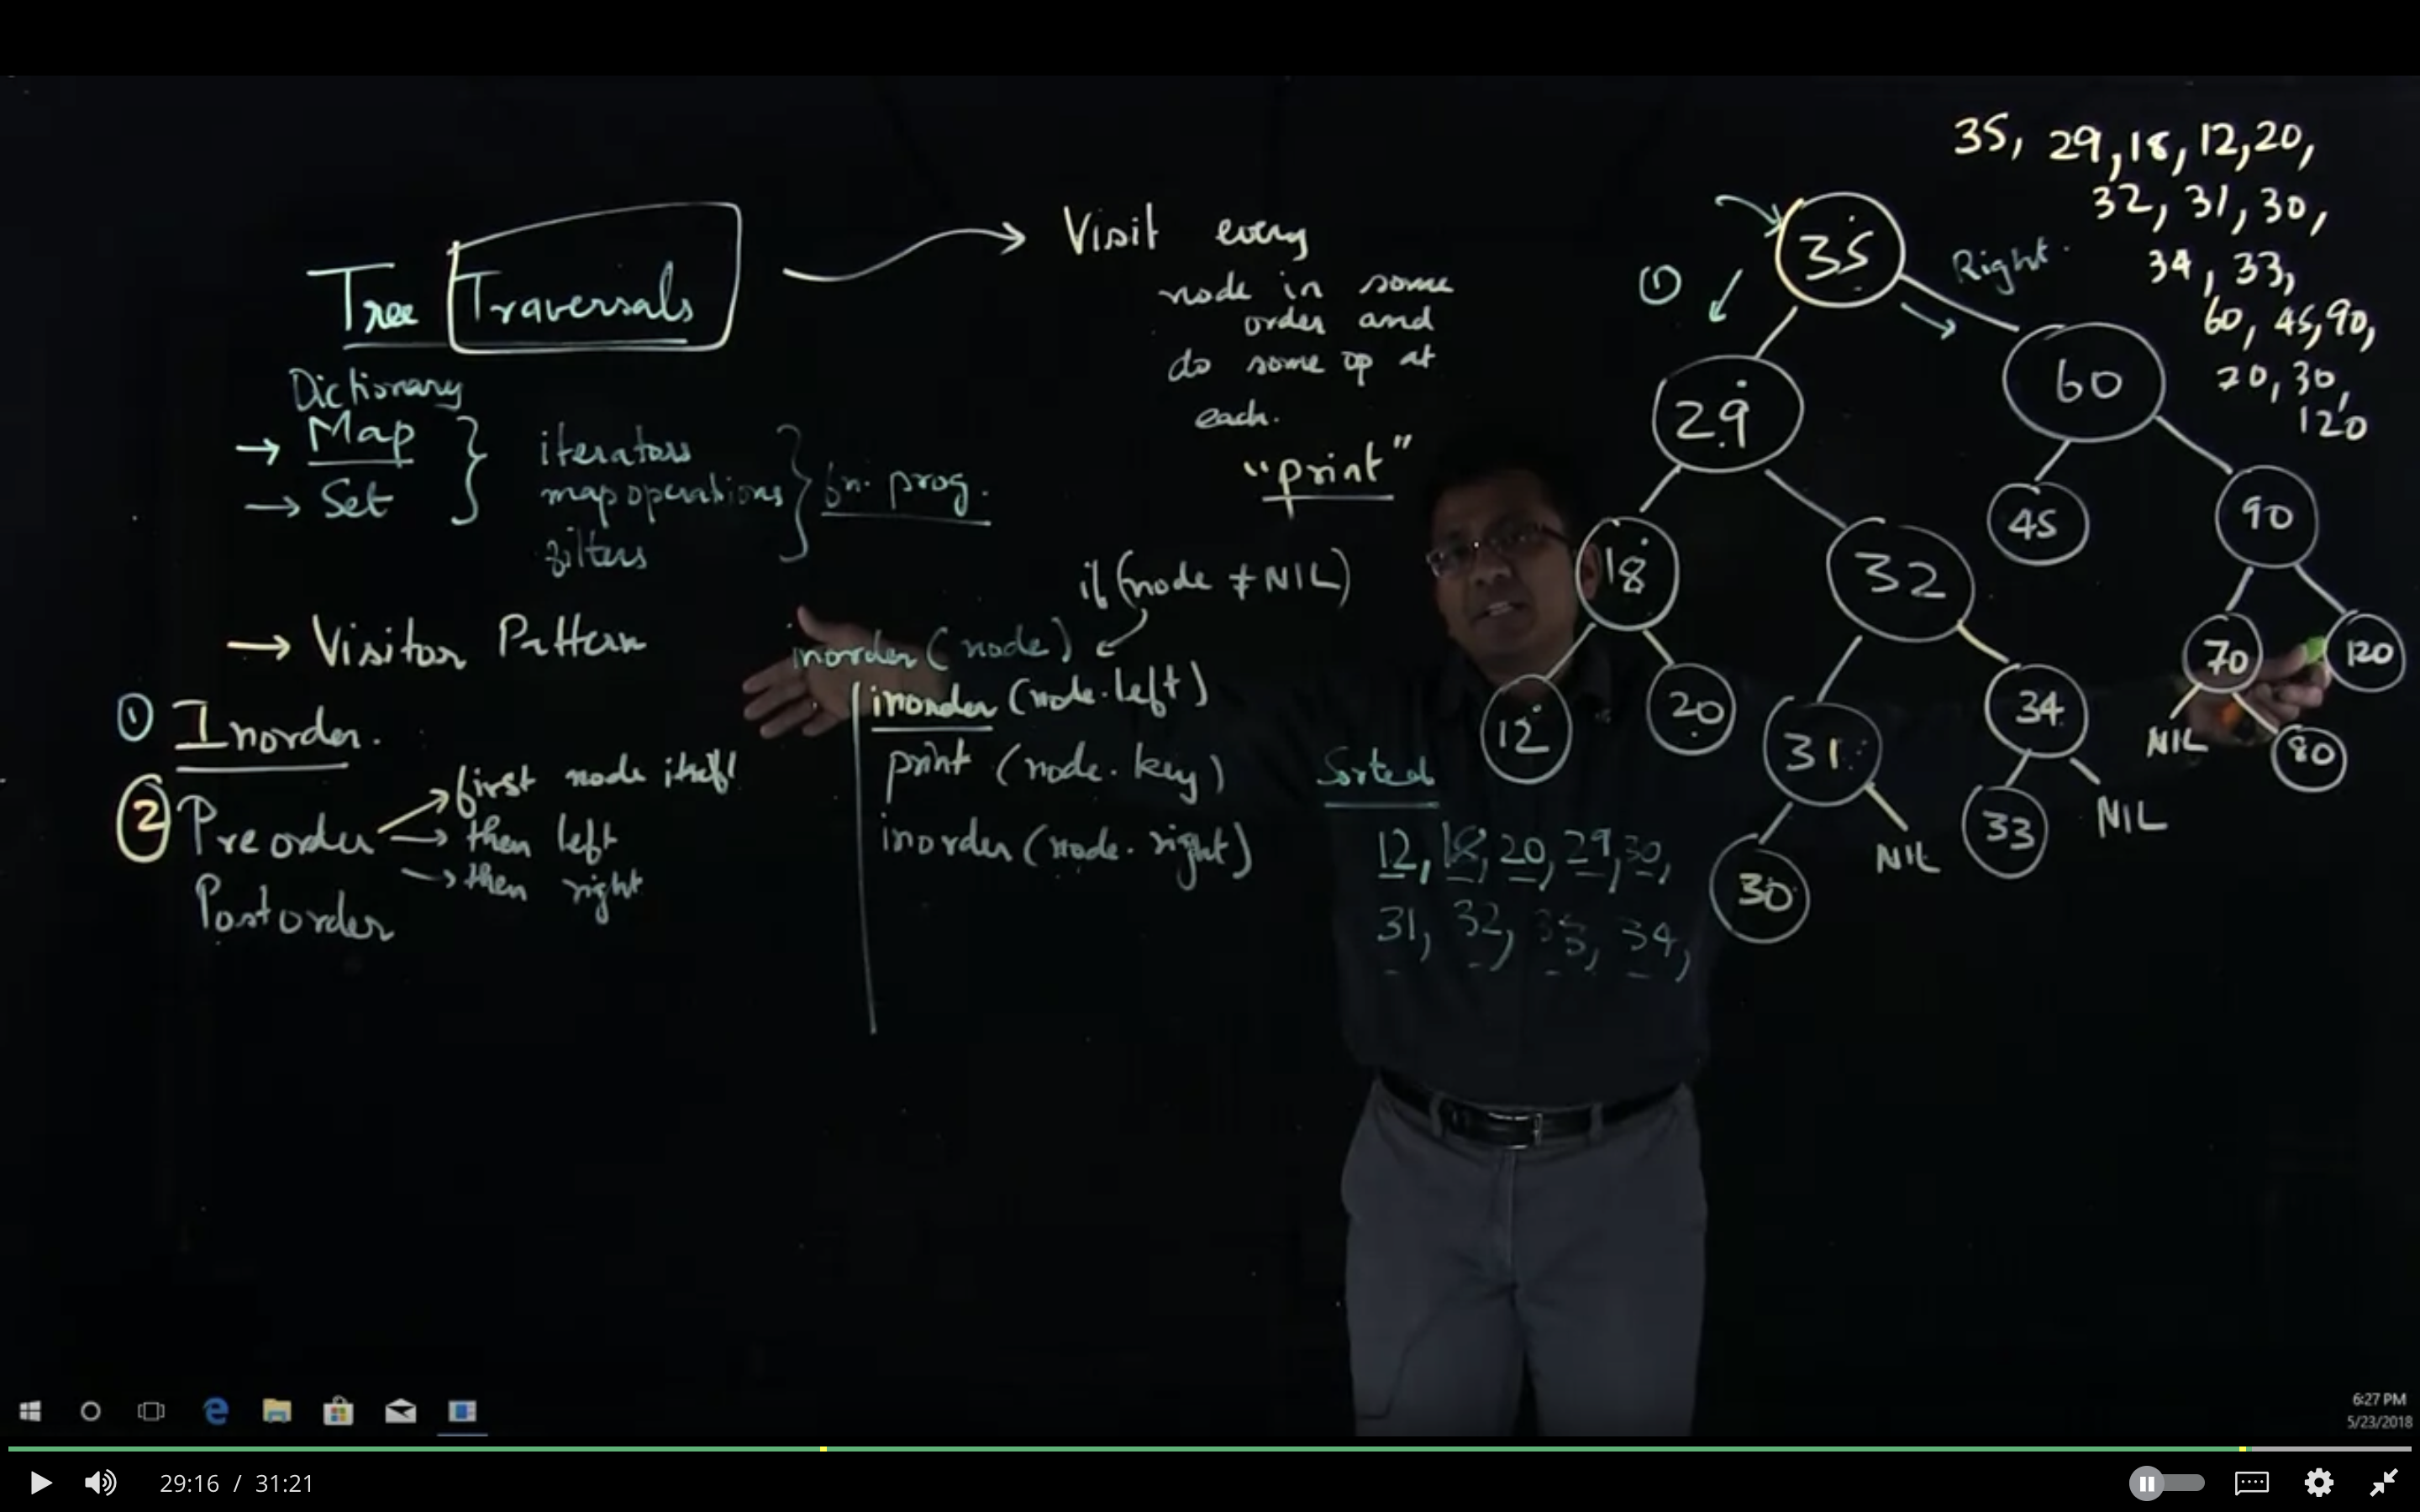 Tree Traversals
Dictionary
→ Map
→ Set
iterators
map operations
filters
fn. prog.
→ Visitor Pattern
① Inorder.
② Preorder
→ first node itself
→ then left
→ then right
Postorder
Visit every
node in some
order and
do some op at
each.
"print"
if (node ≠ NIL)
inorder (node)
inorder (node.left)
print (node.key)
inorder (node.right)
Sorted
12, 18, 20, 29, 30,
31, 32, 33, 34,
①
Right.
35
29
60
18
32
45
90
12
20
31
34
70
120
NIL
80
30
NIL
33
NIL
35, 29, 18, 12, 20,
32, 31, 30,
34, 33,
60, 45, 90,
70, 30,
120
6:27 PM
5/23/2018
29:16 / 31:21